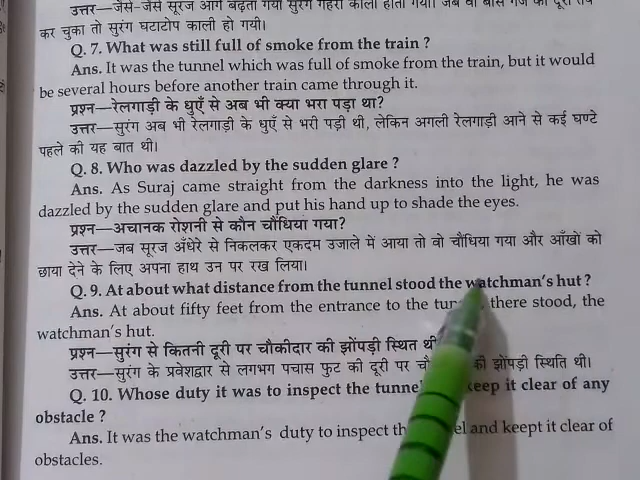 उत्तर—जैसे-जैसे सूरज आगे बढ़ता गया सुरंग गहरी काली होती गयी। जब वो बीस गज की दूरी
कर चुका तो सुरंग घटाटोप काली हो गयी।
Q. 7. What was still full of smoke from the train ?
Ans. It was the tunnel which was full of smoke from the train, but it would
be several hours before another train came through it.
प्रश्न—रेलगाड़ी के धुएँ से अब भी क्या भरा पड़ा था?
उत्तर—सुरंग अब भी रेलगाड़ी के धुएँ से भरी पड़ी थी, लेकिन अगली रेलगाड़ी आने से कई घण्टे
पहले की यह बात थी।
Q. 8. Who was dazzled by the sudden glare ?
Ans. As Suraj came straight from the darkness into the light, he was
dazzled by the sudden glare and put his hand up to shade the eyes.
प्रश्न—अचानक रोशनी से कौन चौंधिया गया?
उत्तर—जब सूरज अँधेरे से निकलकर एकदम उजाले में आया तो वो चौंधिया गया और आँखों को
छाया देने के लिए अपना हाथ उन पर रख लिया।
Q. 9. At about what distance from the tunnel stood the watchman's hut ?
Ans. At about fifty feet from the entrance to the there stood, the
watchman's hut.
प्रश्न—सुरंग से कितनी दूरी पर चौकीदार की झोंपड़ी स्थित थी
उत्तर—सुरंग के प्रवेशद्वार से लगभग पचास फुट की दूरी पर की झोंपड़ी स्थिति थी।
Q. 10. Whose duty it was to inspect the keep it clear of any
obstacle ?
Ans. It was the watchman's duty to inspect and keept it clear of
obstacles.